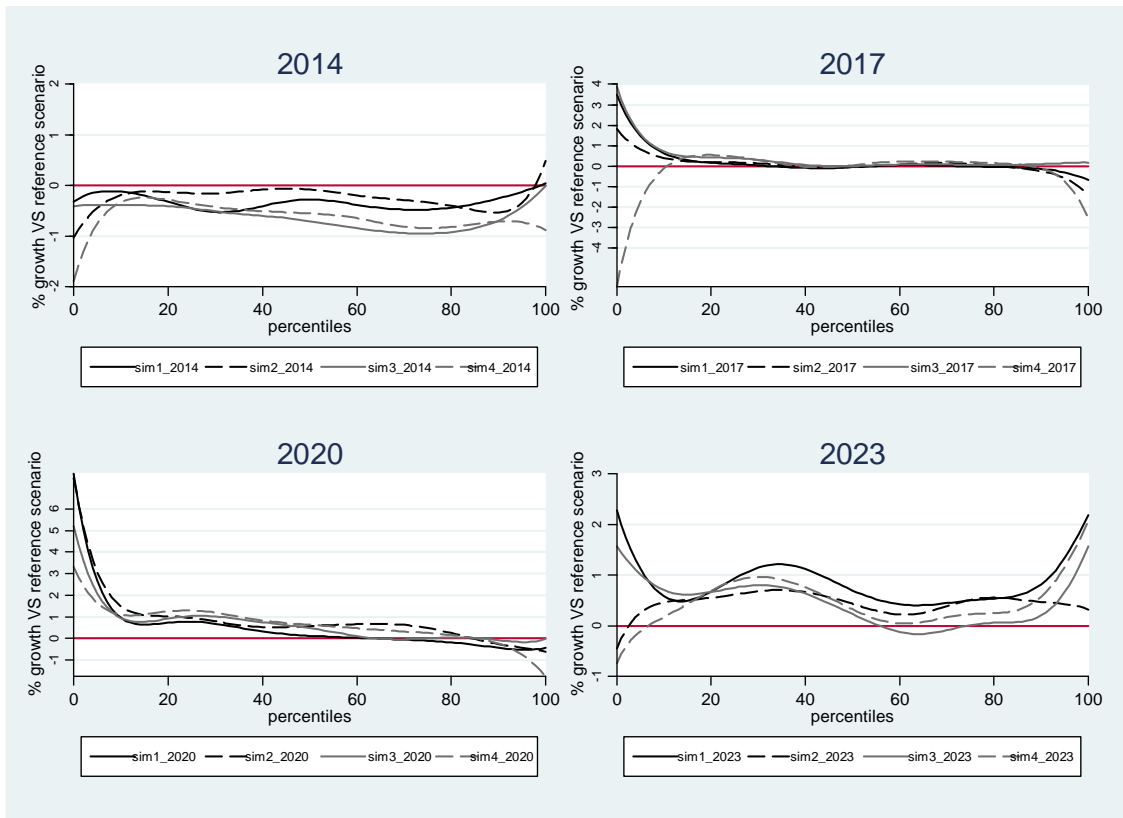 2014
% growth VS reference scenario
2
1
0
-1
-2
0 20 40 60 80 100
percentiles
sim1_2014 sim2_2014 sim3_2014 sim4_2014
2017
% growth VS reference scenario
4
3
2
1
0
-1
-2
-3
-4
0 20 40 60 80 100
percentiles
sim1_2017 sim2_2017 sim3_2017 sim4_2017
2020
% growth VS reference scenario
6
5
4
3
2
1
0
-1
0 20 40 60 80 100
percentiles
sim1_2020 sim2_2020 sim3_2020 sim4_2020
2023
% growth VS reference scenario
3
2
1
0
-1
0 20 40 60 80 100
percentiles
sim1_2023 sim2_2023 sim3_2023 sim4_2023